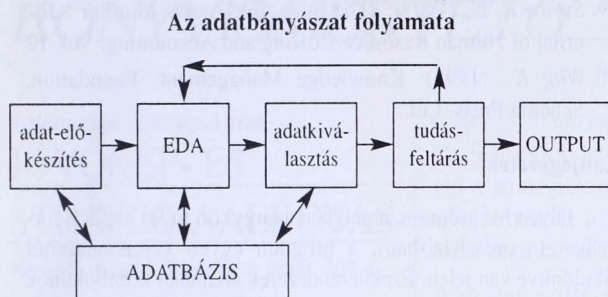 Az adatbányászat folyamata
adat-elő-
készítés
EDA
adatkivá-
lasztás
tudás-
feltárás
OUTPUT
ADATBÁZIS